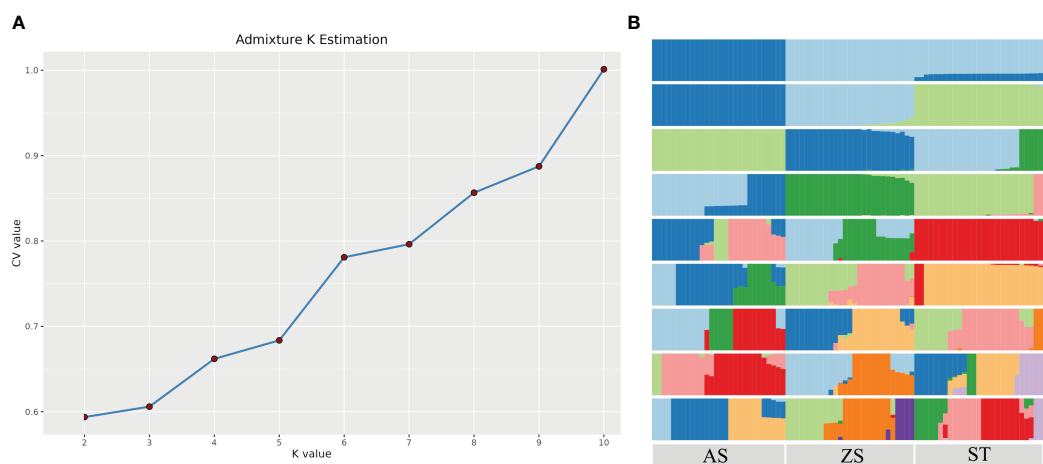 A
B
Admixture K Estimation
1.0
0.9
0.8
0.7
0.6
CV value
2 3 4 5 6 7 8 9 10
K value
AS ZS ST